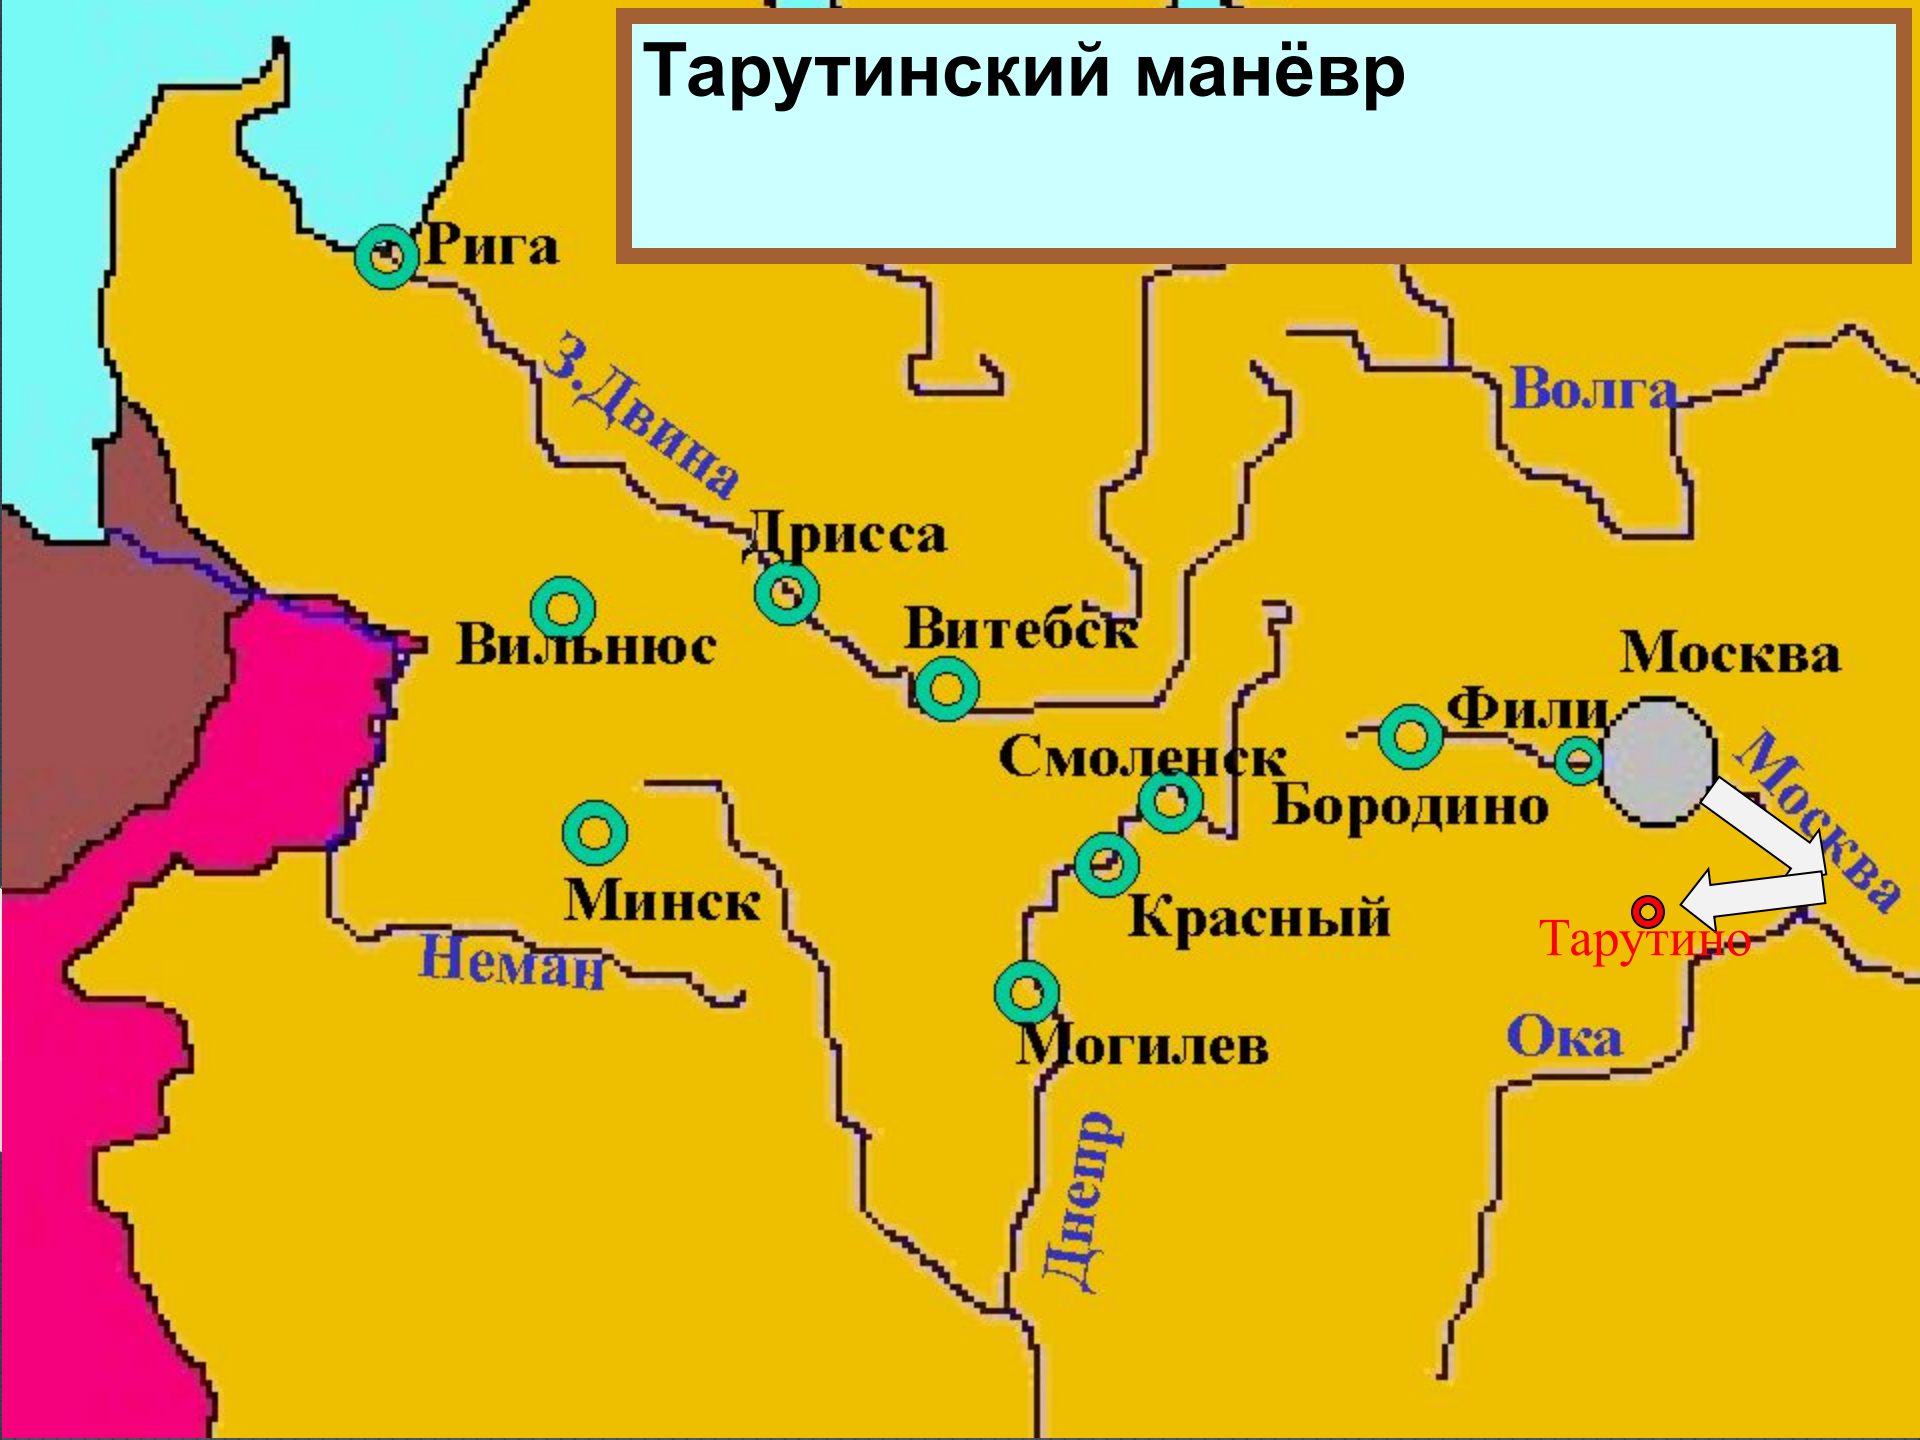 Тарутинский манёвр
Рига
З.Двина
Волга
Дрисса
Витебск
Вильнюс
Москва
Фили
Смоленск
Москва
Бородино
Минск
Красный
Тарутино
Неман
Ока
Могилев
Днепр